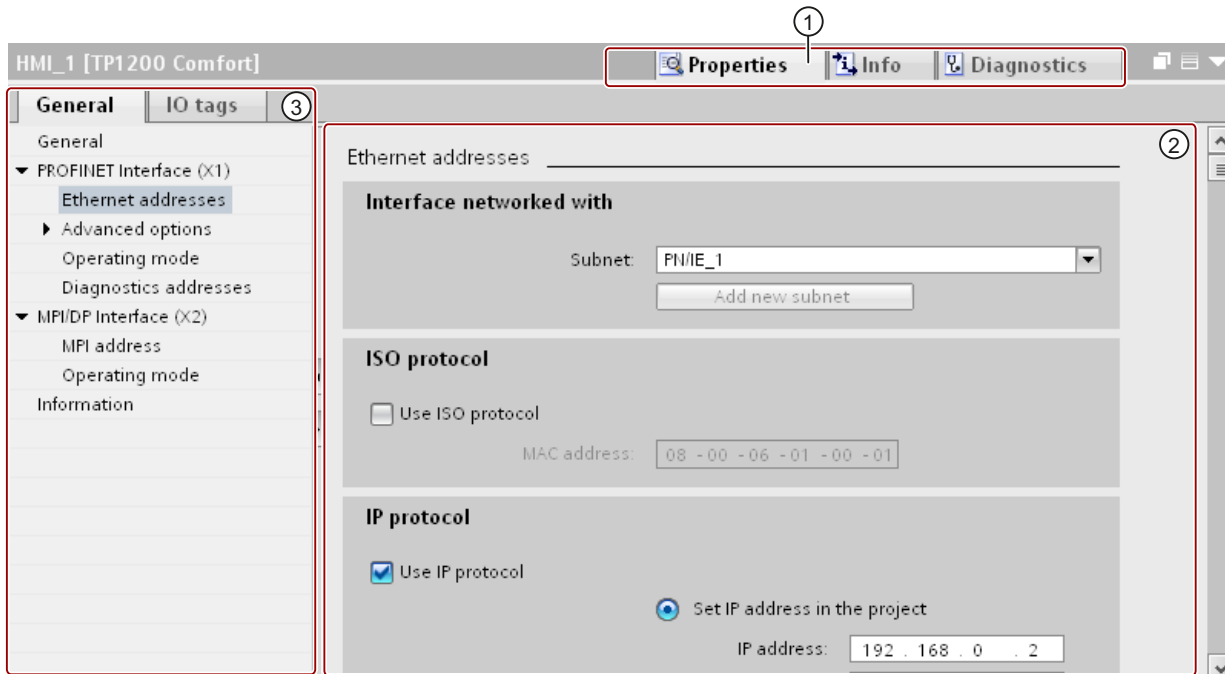 1
HMI_1 [TP1200 Comfort]
Properties
Info
Diagnostics
General
IO tags
3
General
PROFINET Interface (X1)
Ethernet addresses
Advanced options
Operating mode
Diagnostics addresses
MPI/DP Interface (X2)
MPI address
Operating mode
Information
2
Ethernet addresses
Interface networked with
Subnet: PN/IE_1
Add new subnet
ISO protocol
Use ISO protocol
MAC address: 08 -00 -06 -01 -00 -01
IP protocol
Use IP protocol
Set IP address in the project
IP address: 192 . 168 . 0 . 2